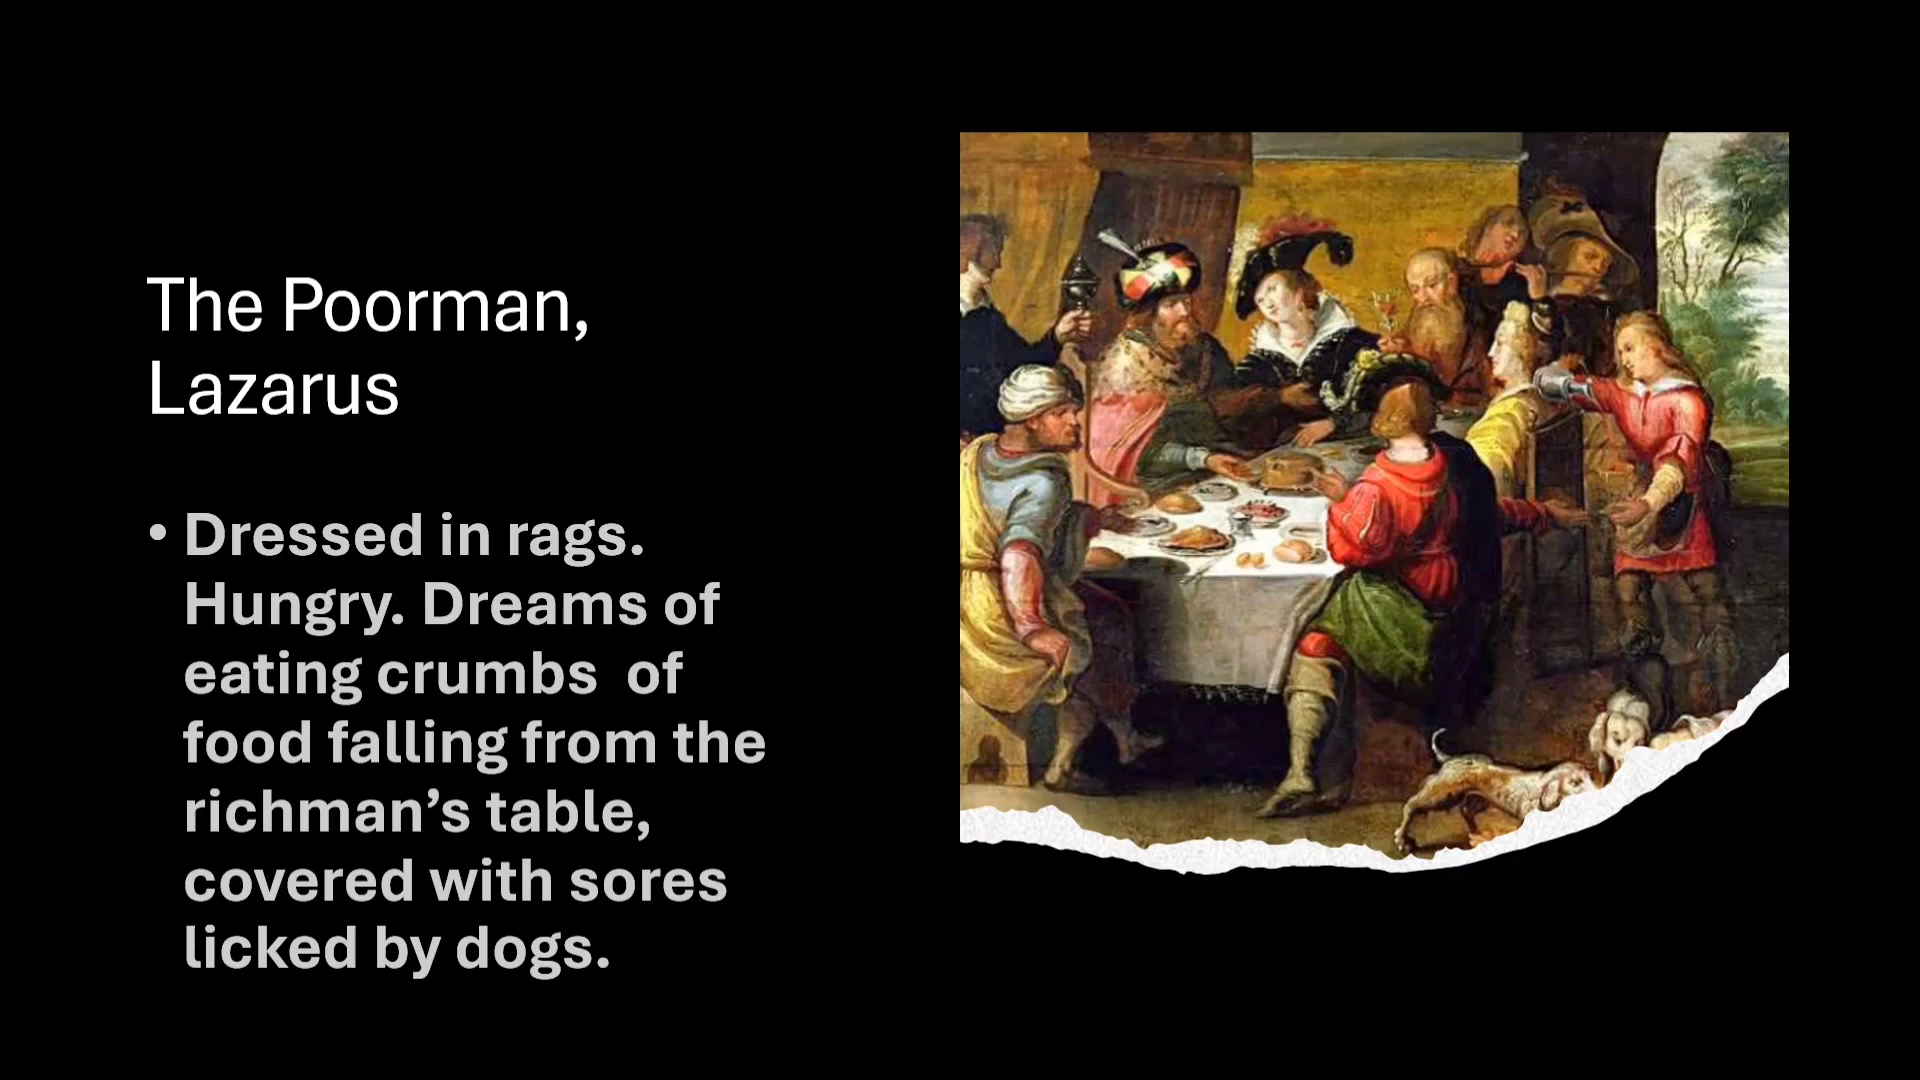 The Poorman,
Lazarus
• Dressed in rags.
Hungry. Dreams of
eating crumbs  of
food falling from the
richman’s table,
covered with sores
licked by dogs.